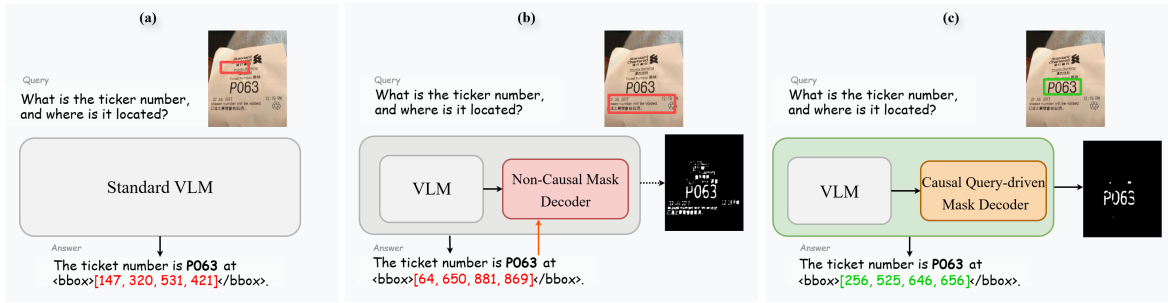 (a)
Query
What is the ticker number,
and where is it located?
P063
Standard VLM
Answer
The ticket number is P063 at
<bbox>[147, 320, 531, 421]</bbox>.
(b)
Query
What is the ticker number,
and where is it located?
P063
VLM
Non-Causal Mask
Decoder
P063
Answer
The ticket number is P063 at
<bbox>[64, 650, 881, 869]</bbox>.
(c)
Query
What is the ticker number,
and where is it located?
P063
VLM
Causal Query-driven
Mask Decoder
P063
Answer
The ticket number is P063 at
<bbox>[256, 525, 646, 656]</bbox>.